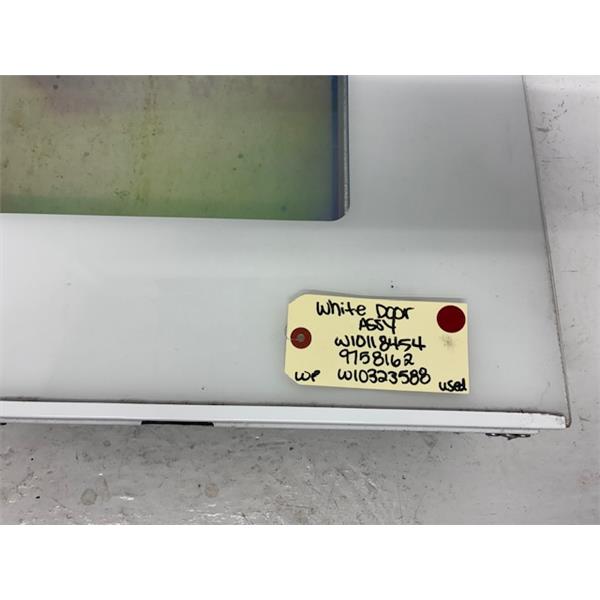 White Door
ASSY
W10118454
9758162
WP W10323588 used